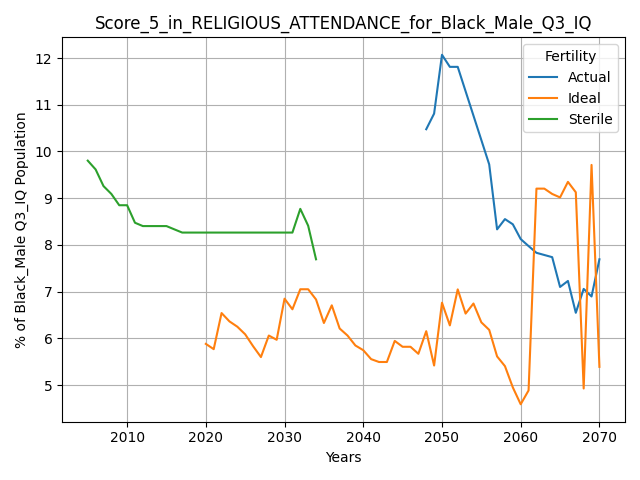 Score_5_in_RELIGIOUS_ATTENDANCE_for_Black_Male_Q3_IQ
Fertility
Actual
Ideal
Sterile
12
11
10
9
8
7
6
5
% of Black_Male Q3_IQ Population
2010
2020
2030
2040
2050
2060
2070
Years